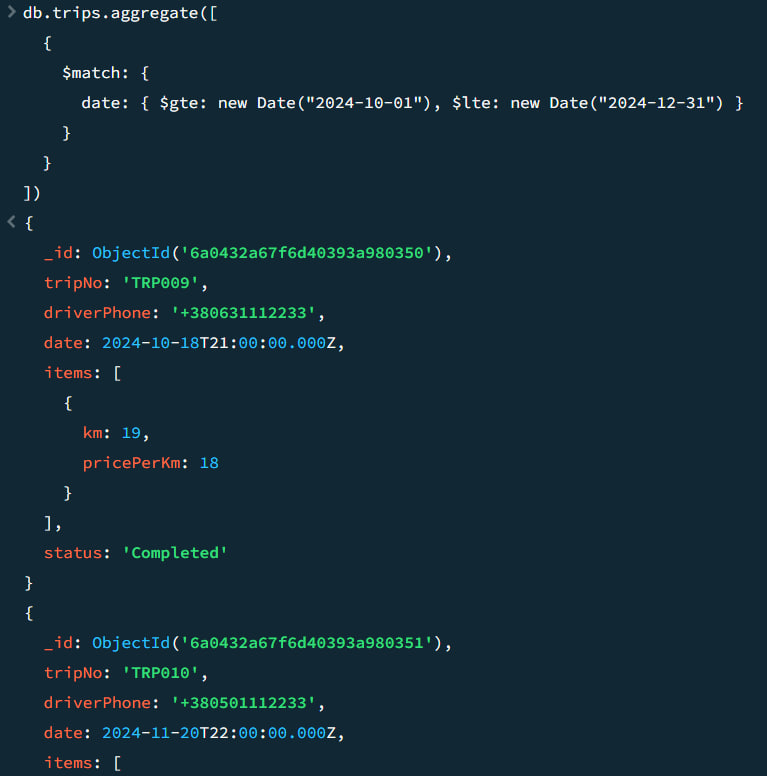 > db.trips.aggregate([
{
$match: {
date: { $gte: new Date("2024-10-01"), $lte: new Date("2024-12-31") }
}
}
])
< {
_id: ObjectId('6a0432a67f6d40393a980350'),
tripNo: 'TRP009',
driverPhone: '+380631112233',
date: 2024-10-18T21:00:00.000Z,
items: [
{
km: 19,
pricePerKm: 18
}
],
status: 'Completed'
}
{
_id: ObjectId('6a0432a67f6d40393a980351'),
tripNo: 'TRP010',
driverPhone: '+380501112233',
date: 2024-11-20T22:00:00.000Z,
items: [